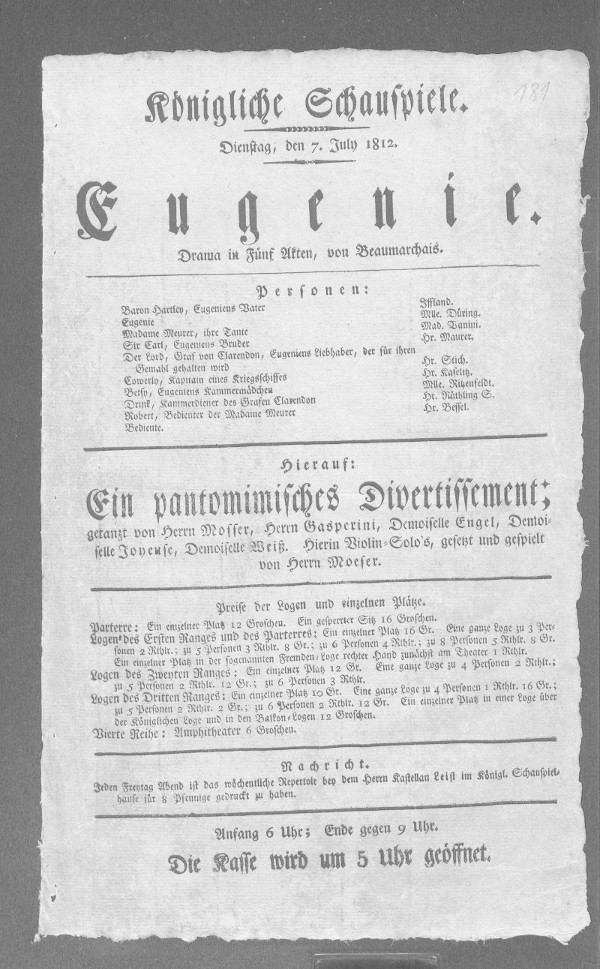 181
Königliche Schauspiele.
Dienstag, den 7. July 1812.
Eugenie.
Drama in Fünf Akten, von Beaumarchais.
Personen:
Baron Hartley, Eugeniens Vater Iffland.
Eugenie Mlle. Düring.
Madame Meurer, ihre Tante Mad. Vanini.
Sir Carl, Eugeniens Bruder Hr. Maurer.
Der Lord, Graf von Clarendon, Eugeniens Liebhaber, der für ihren
Gemahl gehalten wird Hr. Stich.
Cowerly, Kapitain eines Kriegsschiffes Hr. Kaselitz.
Betsy, Eugeniens Kammermädchen Mlle. Ritzenfeldt.
Drink, Kammerdiener des Grafen Clarendon Hr. Rüthling S.
Robert, Bedienter der Madame Meurer Hr. Bessel.
Bediente.
Hierauf:
Ein pantomimisches Divertissement;
getanzt von Herrn Mosser, Herrn Gasperini, Demoiselle Engel, Demoi-
selle Joyeuse, Demoiselle Weiß. Hierin Violin-Solo's, gesetzt und gespielt
von Herrn Moeser.
Preise der Logen und einzelnen Plätze.
Parterre: Ein einzelner Platz 12 Groschen. Ein gesperrter Sitz 16 Groschen.
Logen des Ersten Ranges und des Parterres: Ein einzelner Platz 16 Gr. Eine ganze Loge zu 3 Per-
sonen 2 Rthlr.; zu 5 Personen 3 Rthlr. 8 Gr.; zu 6 Personen 4 Rthlr.; zu 8 Personen 5 Rthlr. 8 Gr.
Ein einzelner Platz in der sogenannten Fremden-Loge rechter Hand zunächst am Theater 1 Rthlr.
Logen des Zweyten Ranges: Ein einzelner Platz 12 Gr. Eine ganze Loge zu 4 Personen 2 Rthlr.;
zu 5 Personen 2 Rthlr. 12 Gr.; zu 6 Personen 3 Rthlr.
Logen des Dritten Ranges: Ein einzelner Platz 10 Gr. Eine ganze Loge zu 4 Personen 1 Rthlr. 16 Gr.;
zu 5 Personen 2 Rthlr. 2 Gr.; zu 6 Personen 2 Rthlr. 12 Gr. Ein einzelner Platz in einer Loge über
der Königlichen Loge und in den Balkon-Logen 12 Groschen.
Vierte Reihe: Amphitheater 6 Groschen.
Nachricht.
Jeden Freytag Abend ist das wöchentliche Repertoir bey dem Herrn Kastellan Leist im Königl. Schauspiel-
hause für 8 Pfennige gedruckt zu haben.
Anfang 6 Uhr; Ende gegen 9 Uhr.
Die Kasse wird um 5 Uhr geöffnet.